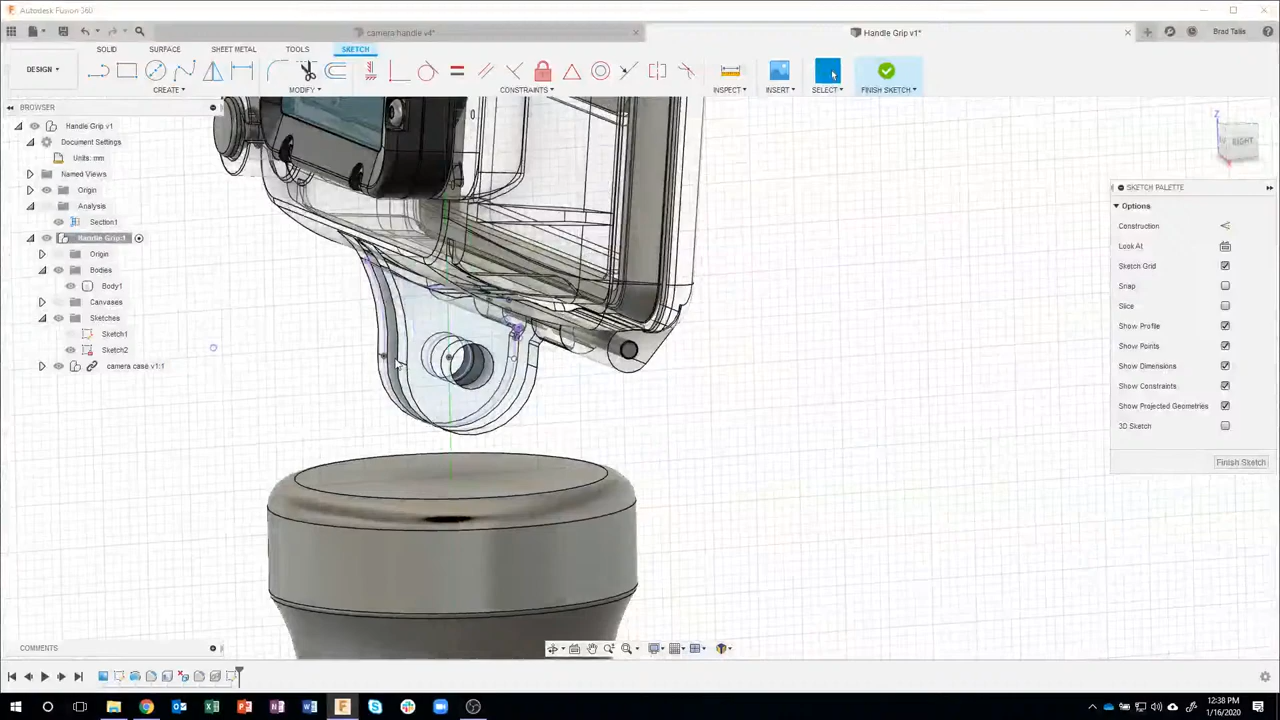 Autodesk Fusion 360
camera handle v4*
Handle Grip v1*
Brad Tallis
DESIGN
SOLID
SURFACE
SHEET METAL
TOOLS
SKETCH
CREATE
MODIFY
CONSTRAINTS
INSPECT
INSERT
SELECT
FINISH SKETCH
BROWSER
Handle Grip v1
Document Settings
Units: mm
Named Views
Origin
Analysis
Section1
Handle Grip:1
Origin
Bodies
Body1
Canvases
Sketches
Sketch1
Sketch2
camera case v1:1
Z
RIGHT
SKETCH PALETTE
Options
Construction
Look At
Sketch Grid
Snap
Slice
Show Profile
Show Points
Show Dimensions
Show Constraints
Show Projected Geometries
3D Sketch
Finish Sketch
COMMENTS
12:38 PM
1/16/2020